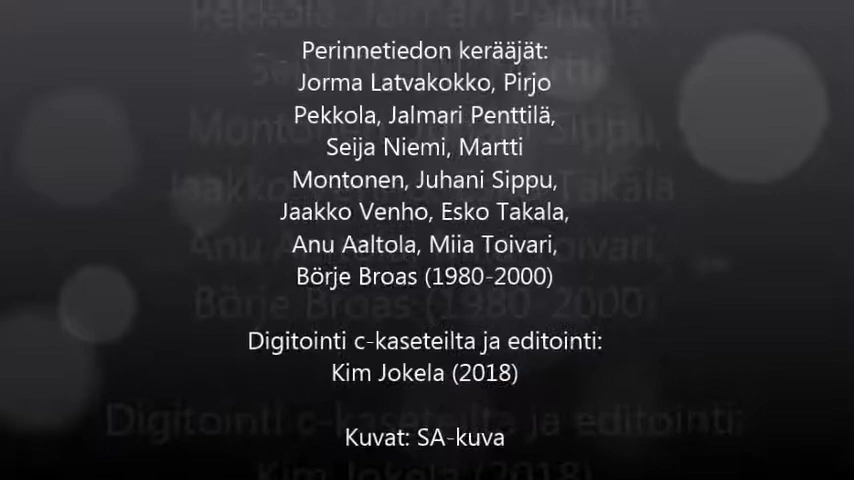 Perinnetiedon kerääjät:
Jorma Latvakokko, Pirjo
Pekkola, Jalmari Penttilä,
Seija Niemi, Martti
Montonen, Juhani Sippu,
Jaakko Venho, Esko Takala,
Anu Aaltola, Miia Toivari,
Börje Broas (1980-2000)
Digitointi c-kaseteilta ja editointi:
Kim Jokela (2018)
Kuvat: SA-kuva